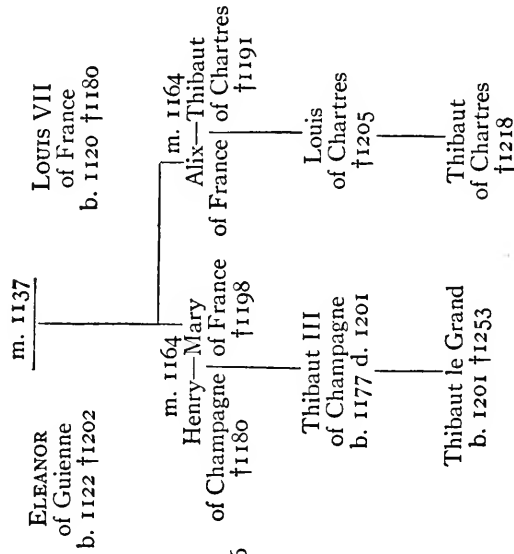 m. 1137
ELEANOR
of Guienne
b. 1122 †1202
LOUIS VII
of France
b. 1120 †1180
m. 1164
Henry—Mary
of Champagne of France
†1180 †1198
m. 1164
Alix—Thibaut
of France of Chartres
†1191
Thibaut III
of Champagne
b. 1177 d. 1201
Louis
of Chartres
†1205
Thibaut le Grand
b. 1201 †1253
Thibaut
of Chartres
†1218